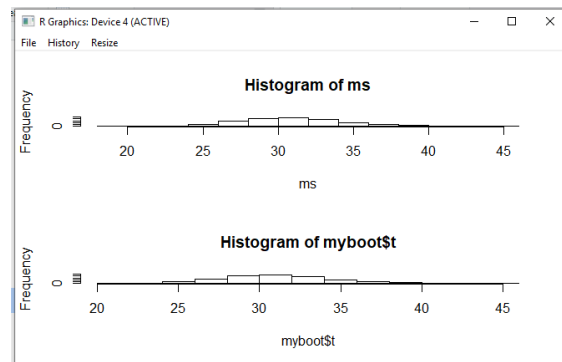 R Graphics: Device 4 (ACTIVE)
File History Resize
Histogram of ms
Frequency
0
20 25 30 35 40 45
ms
Histogram of myboot$t
Frequency
0
20 25 30 35 40 45
myboot$t